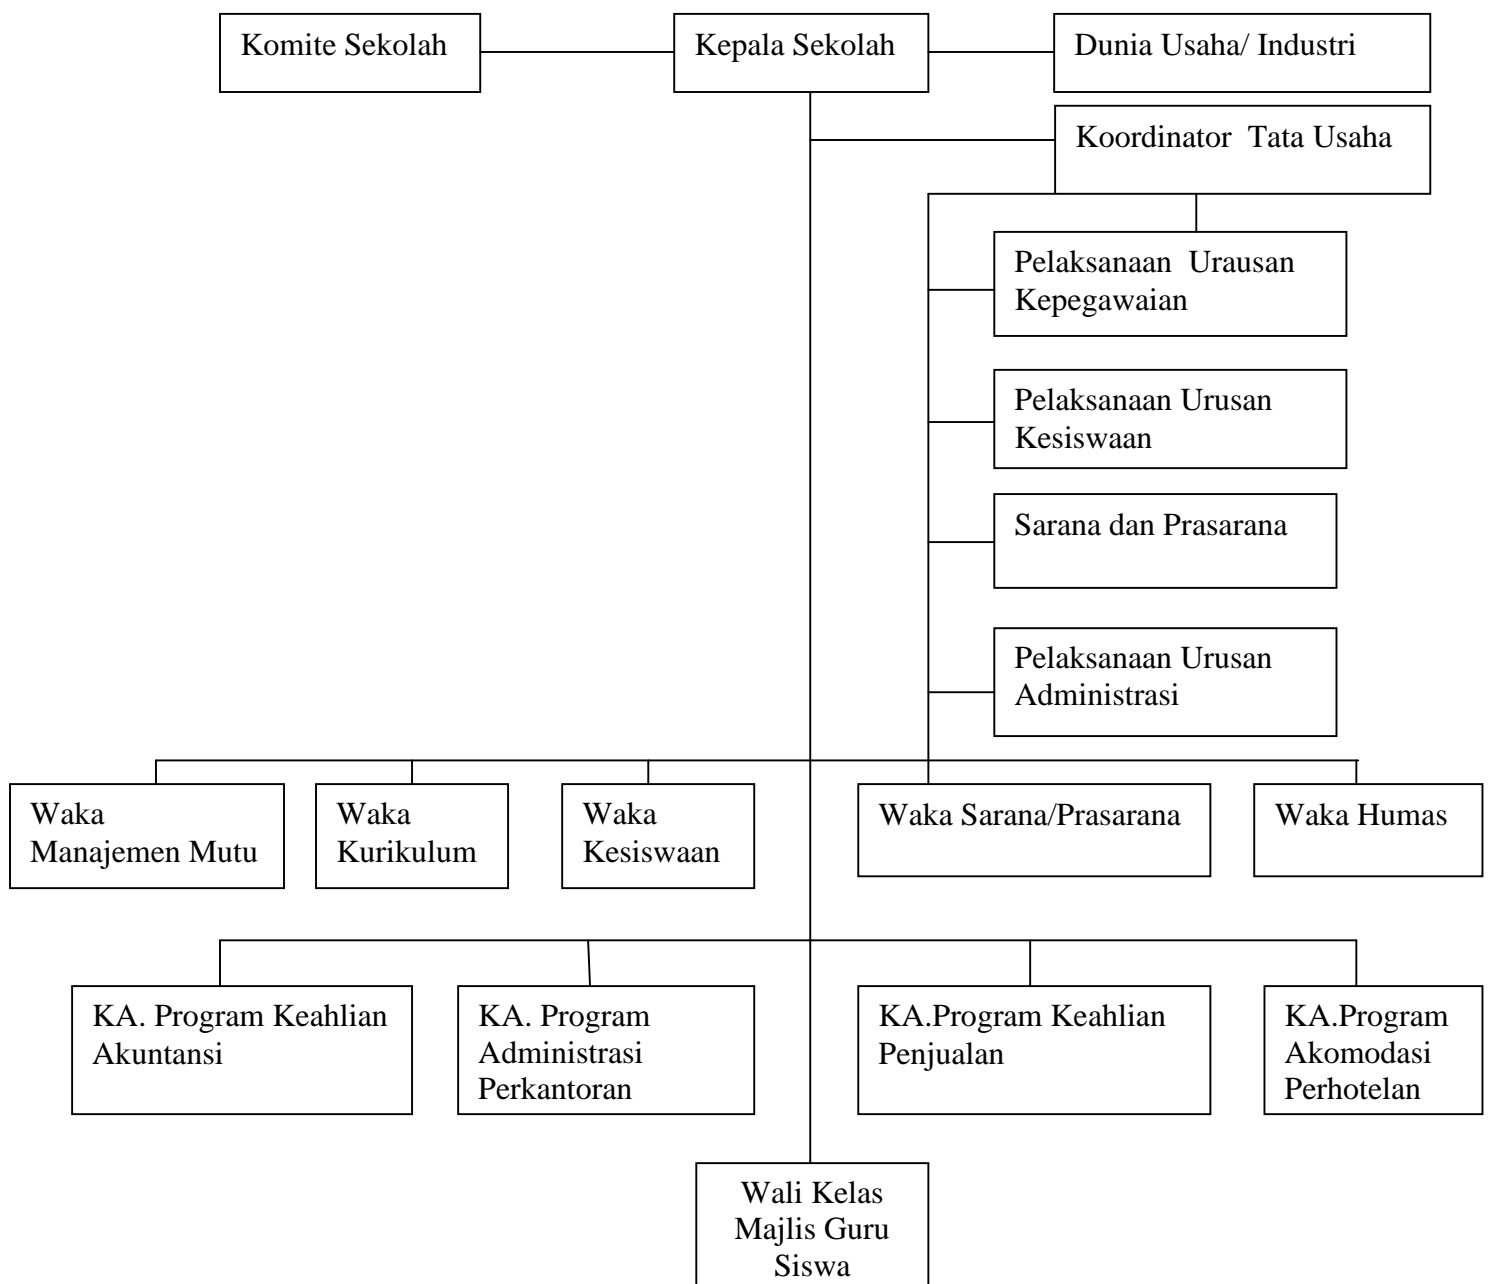 Komite Sekolah
Kepala Sekolah
Dunia Usaha/ Industri
Koordinator Tata Usaha
Pelaksanaan Urausan
Kepegawaian
Pelaksanaan Urusan
Kesiswaan
Sarana dan Prasarana
Pelaksanaan Urusan
Administrasi
Waka
Manajemen Mutu
Waka
Kurikulum
Waka
Kesiswaan
Waka Sarana/Prasarana
Waka Humas
KA. Program Keahlian
Akuntansi
KA. Program
Administrasi
Perkantoran
KA.Program Keahlian
Penjualan
KA.Program
Akomodasi
Perhotelan
Wali Kelas
Majlis Guru
Siswa